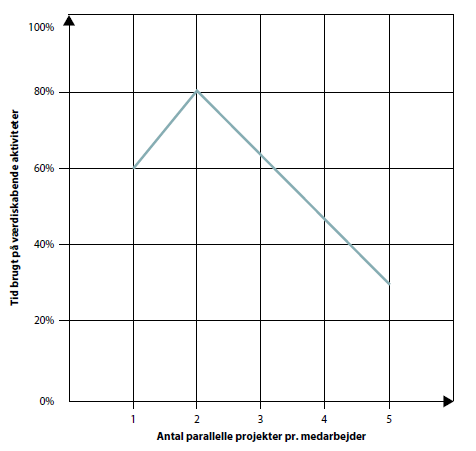 100%
80%
60%
40%
20%
0%
Tid brugt på værdiskabende aktiviteter
1 2 3 4 5
Antal parallelle projekter pr. medarbejder